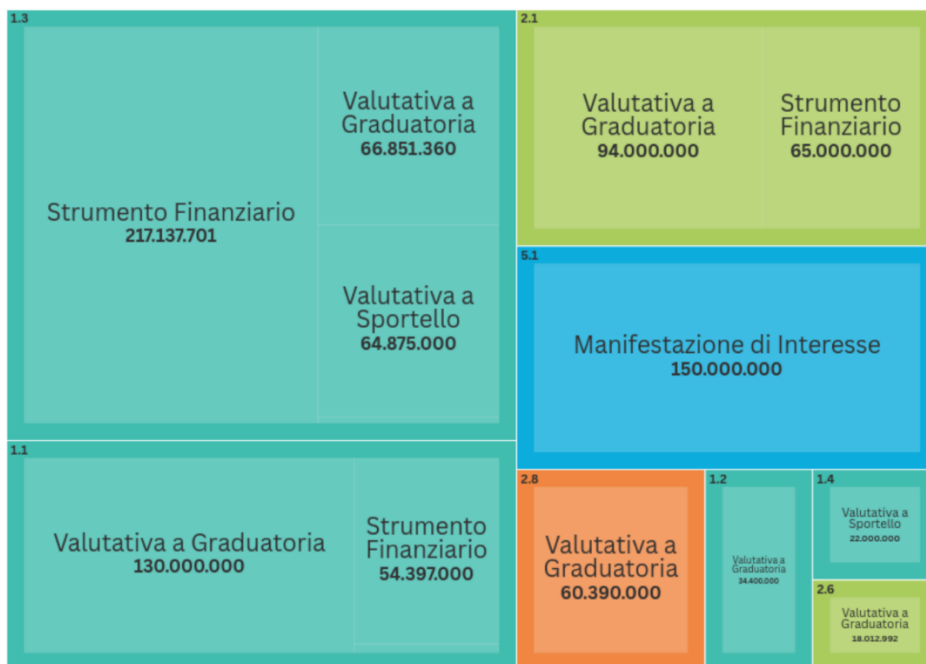 1.3
Strumento Finanziario
217.137.701
Valutativa a
Graduatoria
66.851.360
Valutativa a
Sportello
64.875.000
2.1
Valutativa a
Graduatoria
94.000.000
Strumento
Finanziario
65.000.000
5.1
Manifestazione di Interesse
150.000.000
1.1
Valutativa a Graduatoria
130.000.000
Strumento
Finanziario
54.397.000
2.8
Valutativa a
Graduatoria
60.390.000
1.2
Valutativa a
Graduatoria
34.400.000
1.4
Valutativa a
Sportello
22.000.000
2.6
Valutativa a
Graduatoria
18.012.992